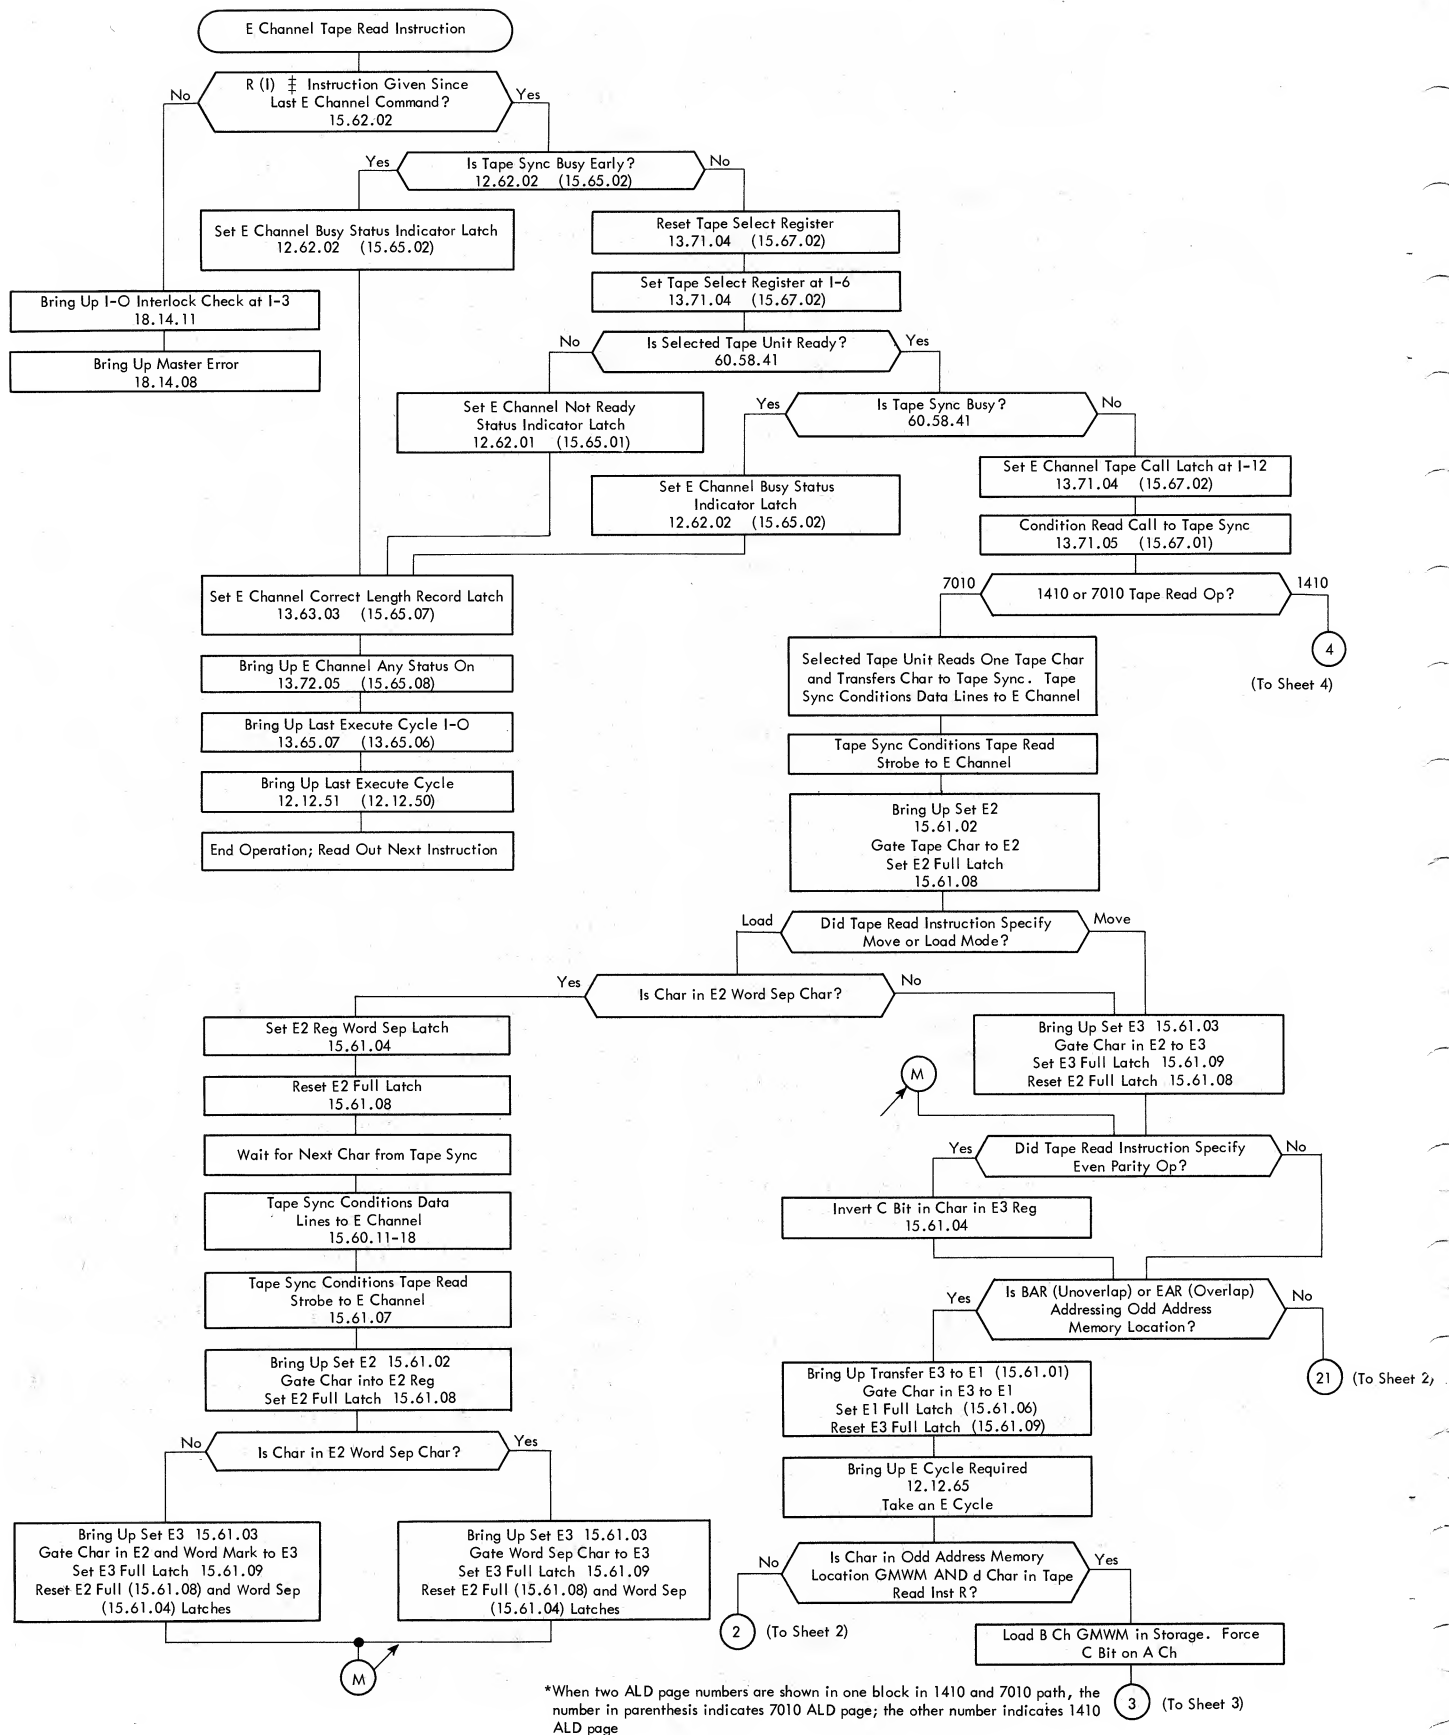 E Channel Tape Read Instruction
R (I) ⯒ Instruction Given Since
Last E Channel Command?
15.62.02
No
Yes
Is Tape Sync Busy Early?
12.62.02 (15.65.02)
Yes
No
Set E Channel Busy Status Indicator Latch
12.62.02 (15.65.02)
Reset Tape Select Register
13.71.04 (15.67.02)
Set Tape Select Register at I-6
13.71.04 (15.67.02)
Bring Up I-O Interlock Check at I-3
18.14.11
Bring Up Master Error
18.14.08
Is Selected Tape Unit Ready?
60.58.41
No
Yes
Set E Channel Not Ready
Status Indicator Latch
12.62.01 (15.65.01)
Is Tape Sync Busy?
60.58.41
Yes
No
Set E Channel Busy Status
Indicator Latch
12.62.02 (15.65.02)
Set E Channel Tape Call Latch at I-12
13.71.04 (15.67.02)
Condition Read Call to Tape Sync
13.71.05 (15.67.01)
1410 or 7010 Tape Read Op?
7010
1410
4
(To Sheet 4)
Set E Channel Correct Length Record Latch
13.63.03 (15.65.07)
Bring Up E Channel Any Status On
13.72.05 (15.65.08)
Bring Up Last Execute Cycle I-O
13.65.07 (13.65.06)
Bring Up Last Execute Cycle
12.12.51 (12.12.50)
End Operation; Read Out Next Instruction
Selected Tape Unit Reads One Tape Char
and Transfers Char to Tape Sync. Tape
Sync Conditions Data Lines to E Channel
Tape Sync Conditions Tape Read
Strobe to E Channel
Bring Up Set E2
15.61.02
Gate Tape Char to E2
Set E2 Full Latch
15.61.08
Did Tape Read Instruction Specify
Move or Load Mode?
Load
Move
Is Char in E2 Word Sep Char?
Yes
No
Set E2 Reg Word Sep Latch
15.61.04
Reset E2 Full Latch
15.61.08
Wait for Next Char from Tape Sync
Tape Sync Conditions Data
Lines to E Channel
15.60.11-18
Tape Sync Conditions Tape Read
Strobe to E Channel
15.61.07
Bring Up Set E2 15.61.02
Gate Char into E2 Reg
Set E2 Full Latch 15.61.08
Is Char in E2 Word Sep Char?
No
Yes
Bring Up Set E3 15.61.03
Gate Char in E2 and Word Mark to E3
Set E3 Full Latch 15.61.09
Reset E2 Full (15.61.08) and Word Sep
(15.61.04) Latches
Bring Up Set E3 15.61.03
Gate Word Sep Char to E3
Set E3 Full Latch 15.61.09
Reset E2 Full (15.61.08) and Word Sep
(15.61.04) Latches
M
Bring Up Set E3 15.61.03
Gate Char in E2 to E3
Set E3 Full Latch 15.61.09
Reset E2 Full Latch 15.61.08
M
Did Tape Read Instruction Specify
Even Parity Op?
Yes
No
Invert C Bit in Char in E3 Reg
15.61.04
Is BAR (Unoverlap) or EAR (Overlap)
Addressing Odd Address
Memory Location?
Yes
No
21
(To Sheet 2)
Bring Up Transfer E3 to E1 (15.61.01)
Gate Char in E3 to E1
Set E1 Full Latch (15.61.06)
Reset E3 Full Latch (15.61.09)
Bring Up E Cycle Required
12.12.65
Take an E Cycle
Is Char in Odd Address Memory
Location GMWM AND d Char in Tape
Read Inst R?
No
Yes
2
(To Sheet 2)
Load B Ch GMWM in Storage. Force
C Bit on A Ch
3
(To Sheet 3)
*When two ALD page numbers are shown in one block in 1410 and 7010 path, the
number in parenthesis indicates 7010 ALD page; the other number indicates 1410
ALD page